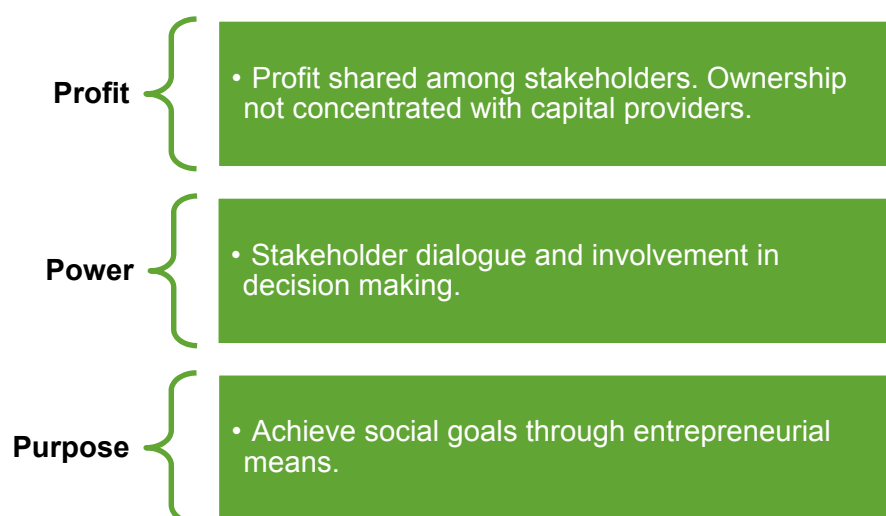 Profit
• Profit shared among stakeholders. Ownership
not concentrated with capital providers.
Power
• Stakeholder dialogue and involvement in
decision making.
Purpose
• Achieve social goals through entrepreneurial
means.